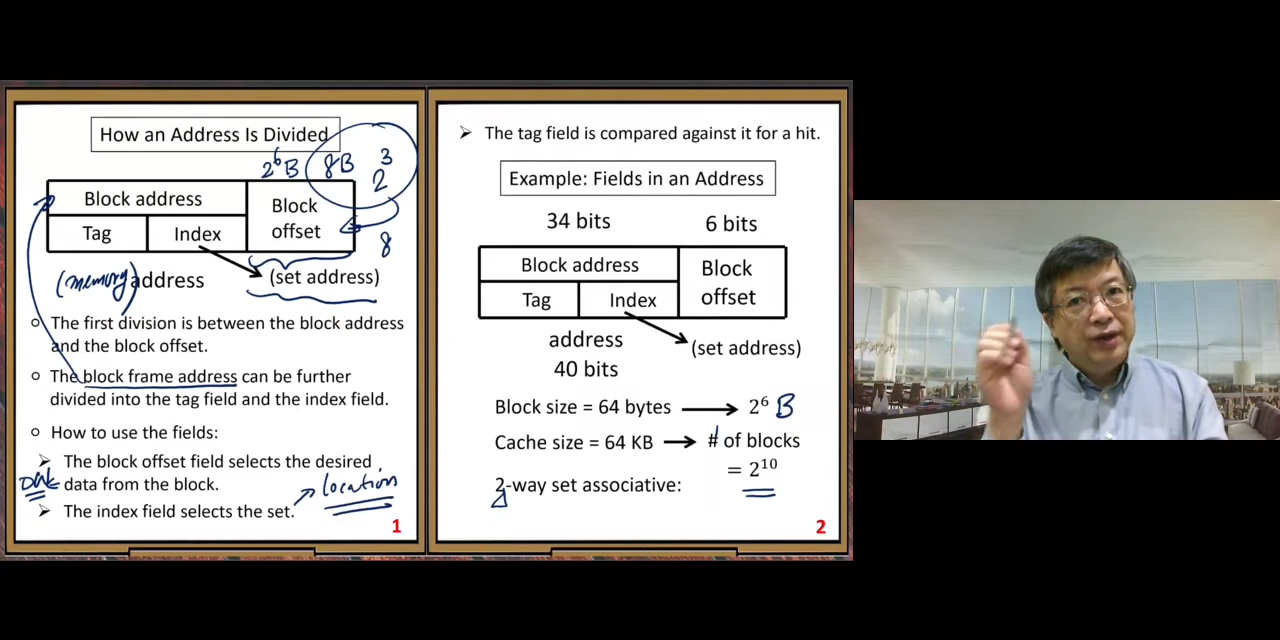 How an Address Is Divided
2⁶B 8B 3
2
Block address
Block
offset
Tag
Index
8
(memory) address
(set address)
The first division is between the block address
and the block offset.
The block frame address can be further
divided into the tag field and the index field.
How to use the fields:
The block offset field selects the desired
data from the block.
location
The index field selects the set.
1
The tag field is compared against it for a hit.
Example: Fields in an Address
34 bits
6 bits
Block address
Block
offset
Tag
Index
address
(set address)
40 bits
Block size = 64 bytes 2⁶ B
Cache size = 64 KB # of blocks
= 2¹⁰
2-way set associative:
2